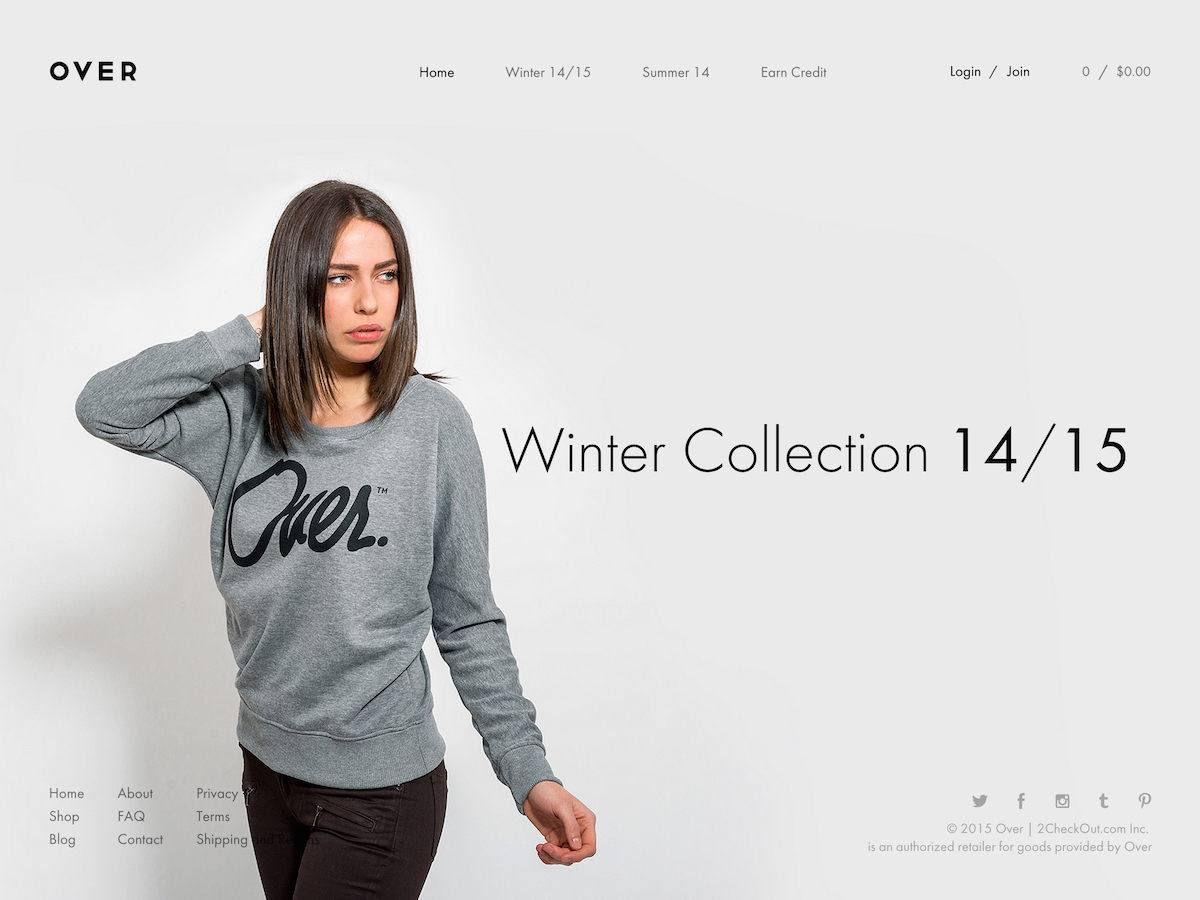 OVER
Home Winter 14/15 Summer 14 Earn Credit Login / Join 0 / $0.00
Winter Collection 14/15
Over.™
Home About Privacy
Shop FAQ Terms
Blog Contact Shipping and Returns
© 2015 Over | 2CheckOut.com Inc.
is an authorized retailer for goods provided by Over